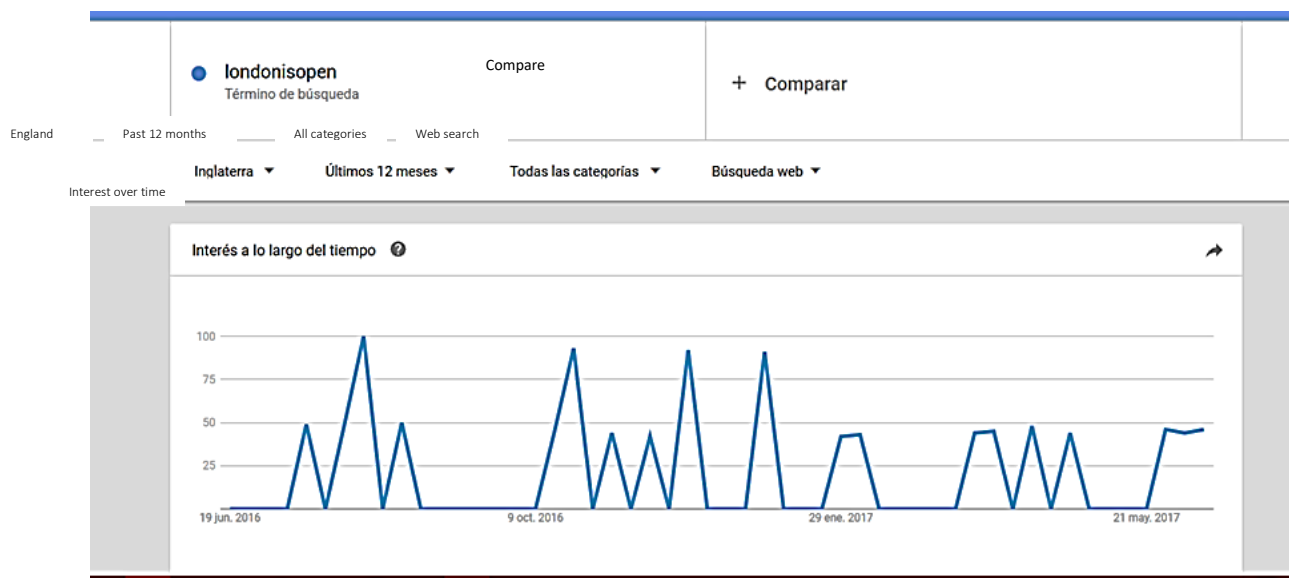 londonisopen
Término de búsqueda
Compare
+ Comparar
England
Past 12 months
All categories
Web search
Inglaterra
Últimos 12 meses
Todas las categorías
Búsqueda web
Interest over time
Interés a lo largo del tiempo
100
75
50
25
19 jun. 2016
9 oct. 2016
29 ene. 2017
21 may. 2017